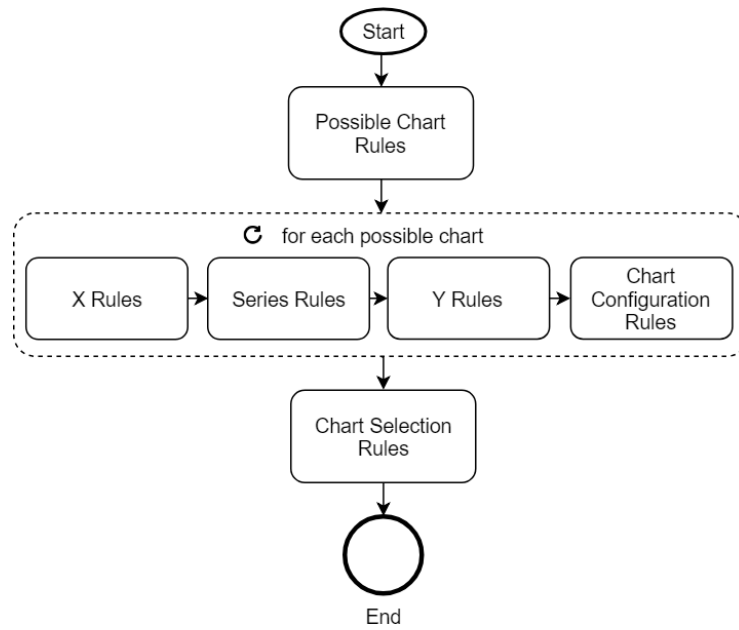 Start
Possible Chart
Rules
for each possible chart
X Rules
Series Rules
Y Rules
Chart
Configuration
Rules
Chart Selection
Rules
End